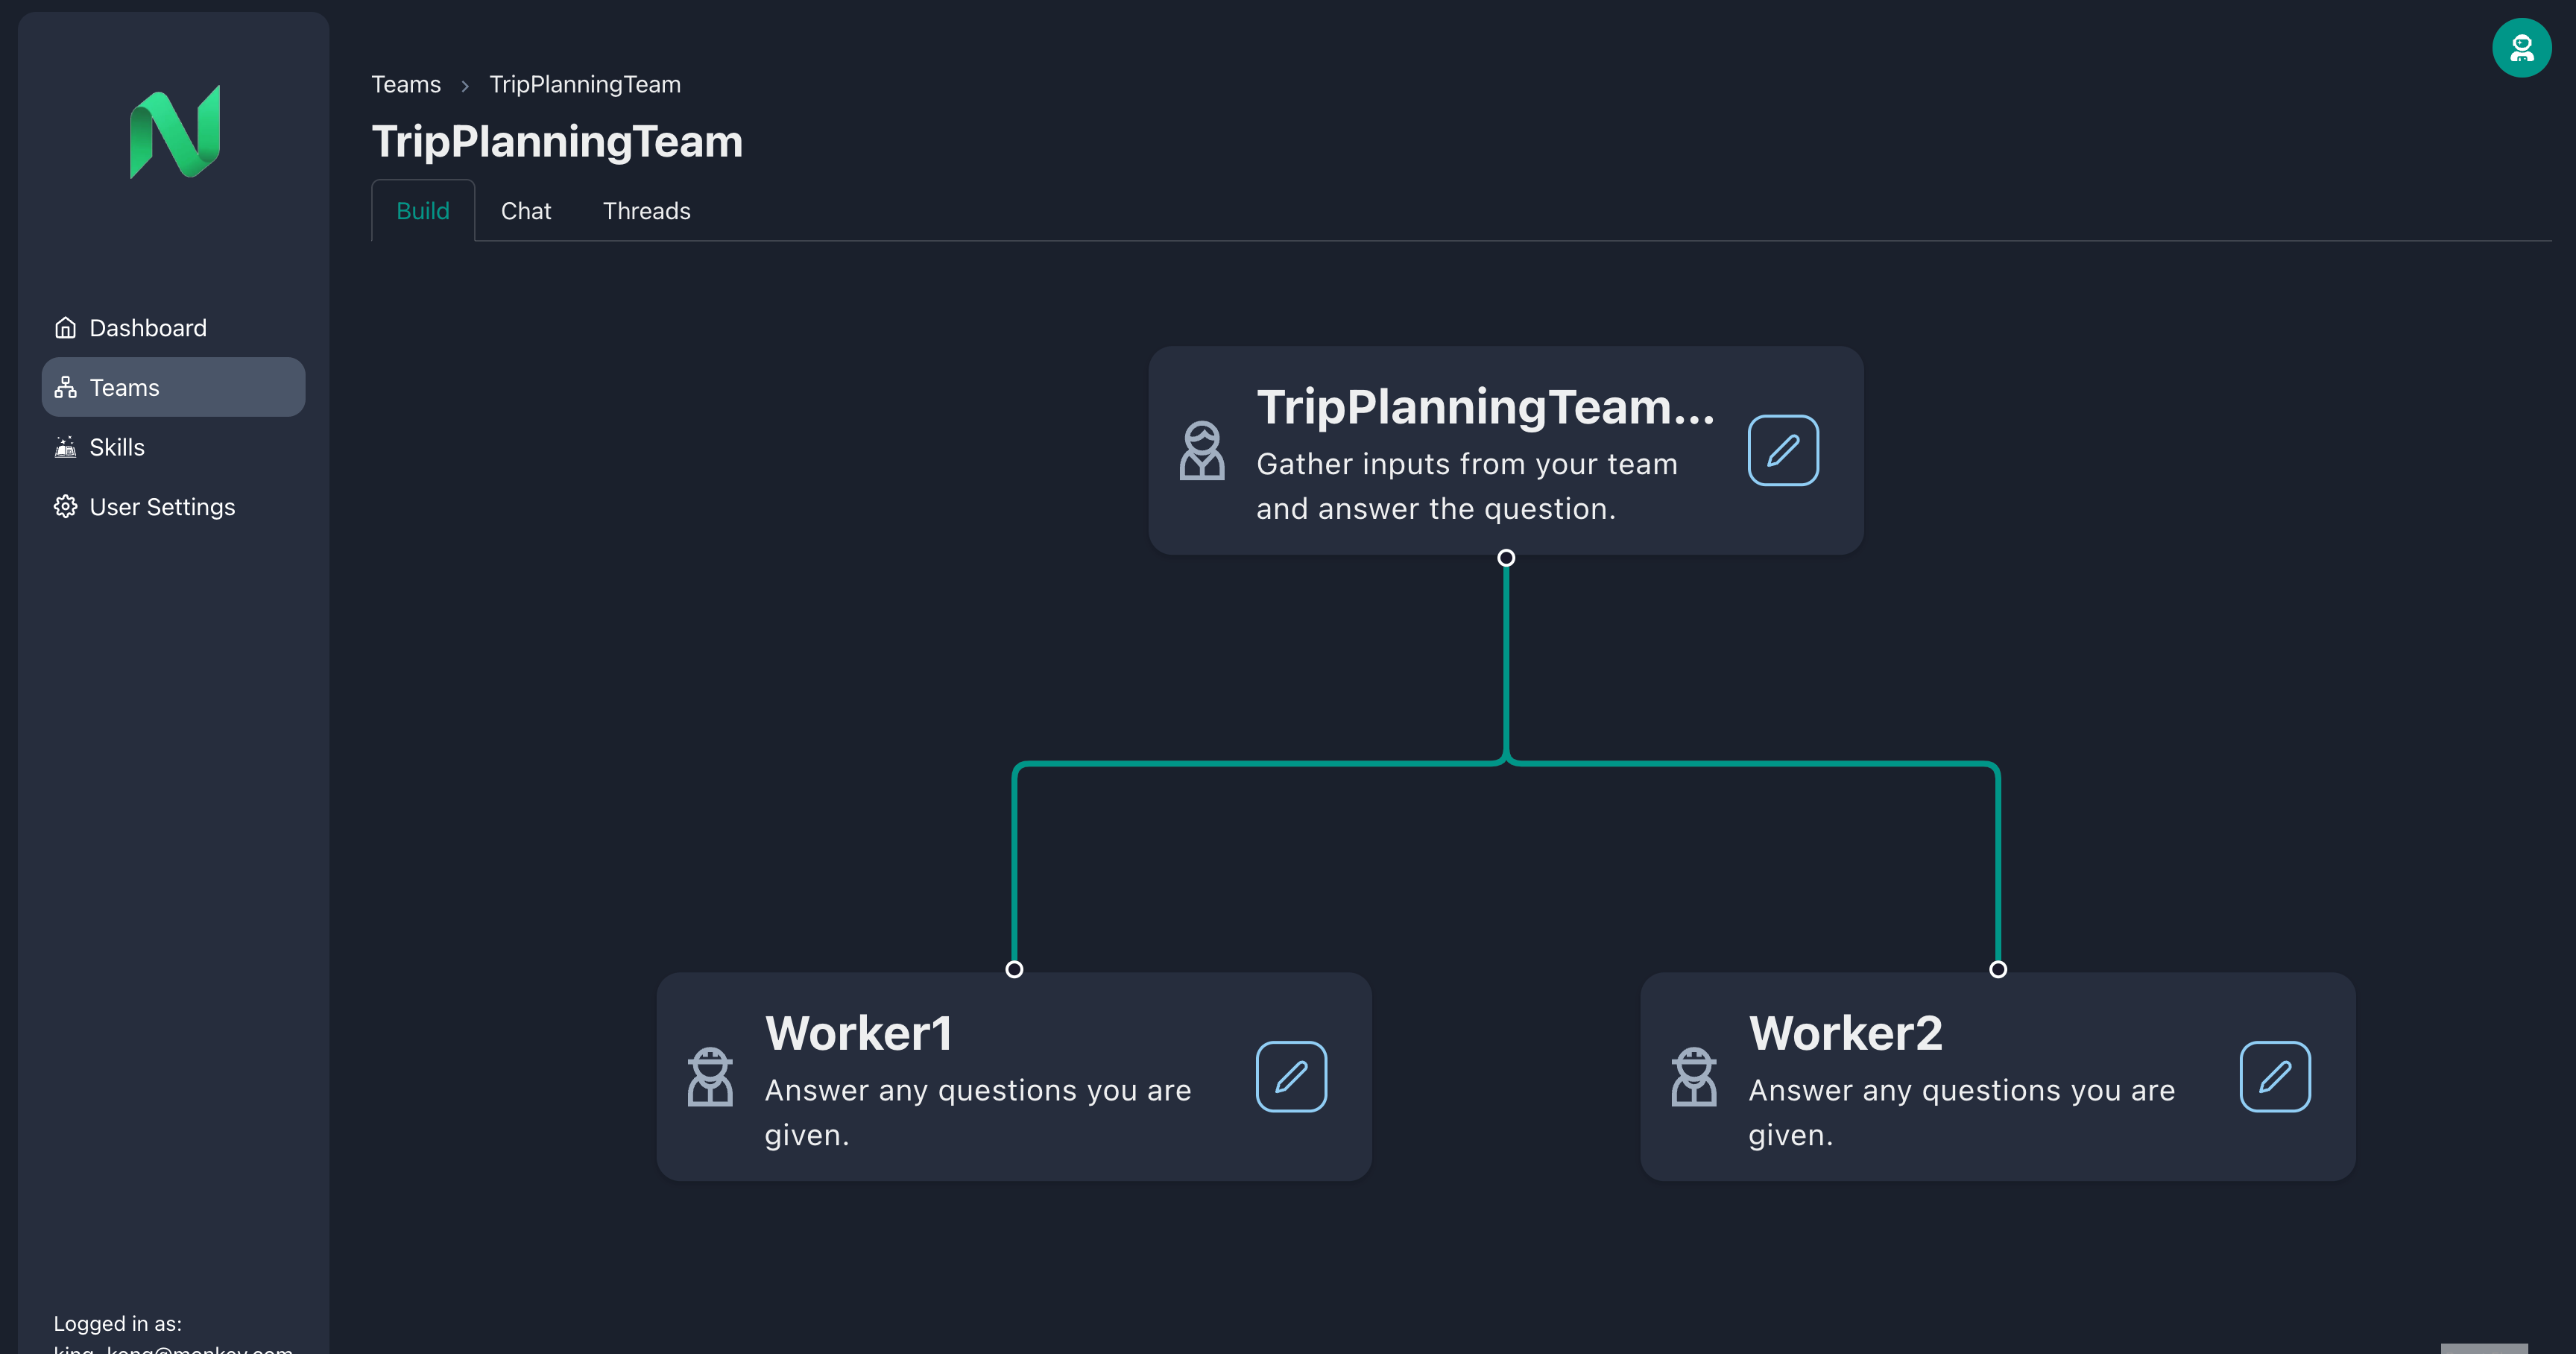 Teams > TripPlanningTeam
TripPlanningTeam
Build Chat Threads
Dashboard
Teams
Skills
User Settings
TripPlanningTeam...
Gather inputs from your team
and answer the question.
Worker1
Answer any questions you are
given.
Worker2
Answer any questions you are
given.
Logged in as: